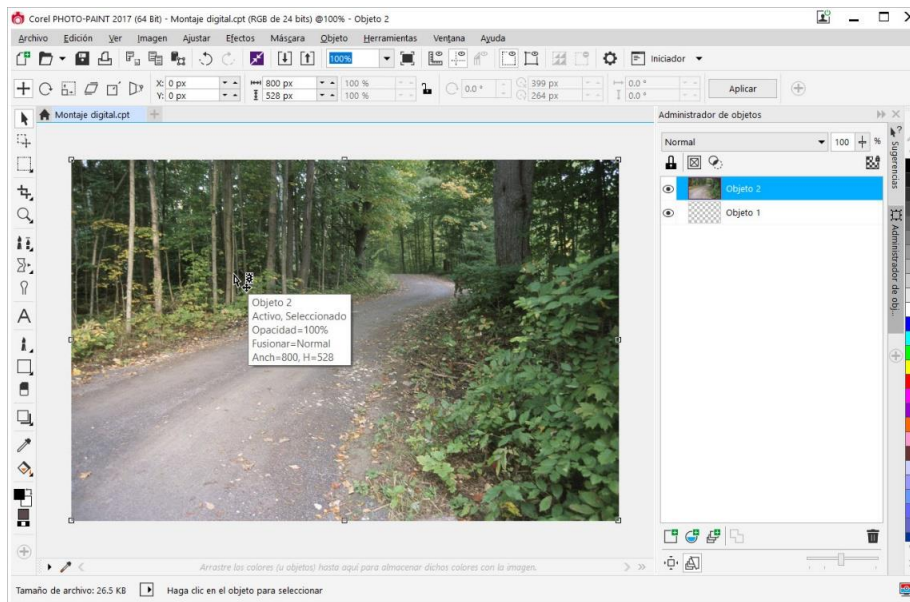 Corel PHOTO-PAINT 2017 (64 Bit) - Montaje digital.cpt (RGB de 24 bits) @100% - Objeto 2
Archivo Edición Ver Imagen Ajustar Efectos Máscara Objeto Herramientas Ventana Ayuda
100% Iniciador
X: 0 px 800 px 100 % 0.0 ° 399 px 0.0 ° Aplicar
Y: 0 px 528 px 100 % 264 px 0.0 °
Montaje digital.cpt
Administrador de objetos
Normal 100 %
Objeto 2
Objeto 1
Sugerencias
Administrador de obj...
Objeto 2
Activo, Seleccionado
Opacidad=100%
Fusionar=Normal
Anch=800, H=528
Arrastre los colores (u objetos) hasta aquí para almacenar dichos colores con la imagen.
Tamaño de archivo: 26.5 KB Haga clic en el objeto para seleccionar